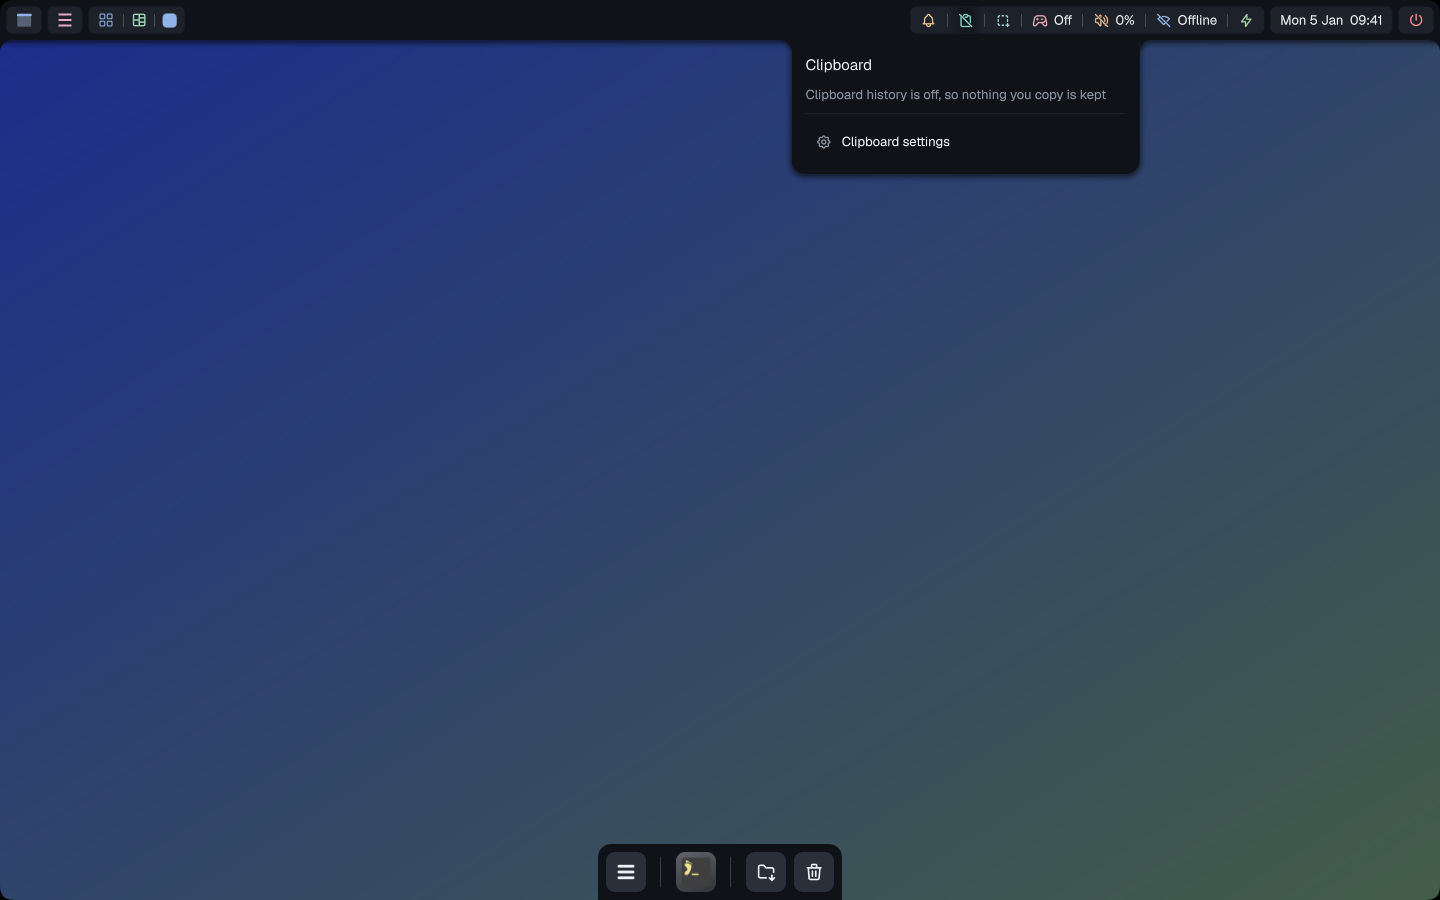 Off
0%
Offline
Mon 5 Jan 09:41
Clipboard
Clipboard history is off, so nothing you copy is kept
Clipboard settings